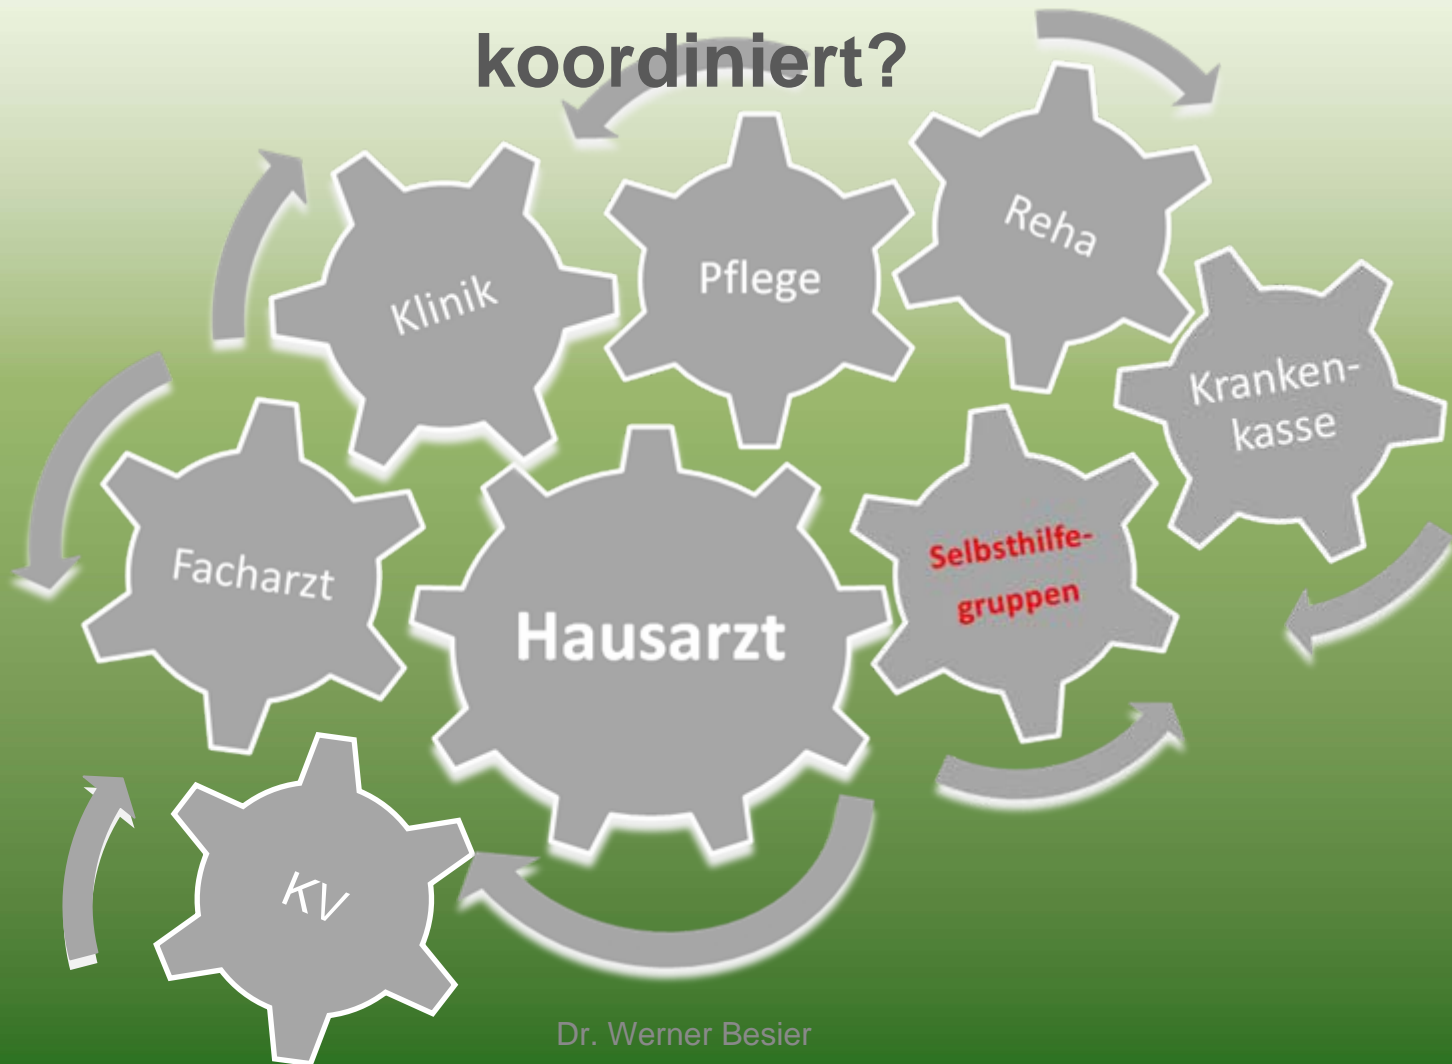 koordiniert?
Klinik
Pflege
Reha
Kranken-
kasse
Facharzt
Hausarzt
Selbsthilfe-
gruppen
KV
Dr. Werner Besier